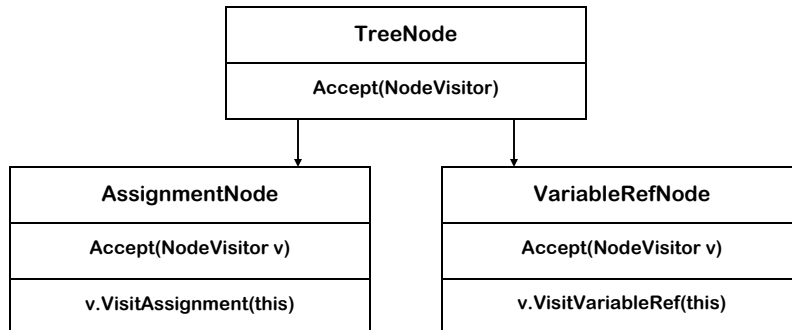 TreeNode
Accept(NodeVisitor)
AssignmentNode
Accept(NodeVisitor v)
v.VisitAssignment(this)
VariableRefNode
Accept(NodeVisitor v)
v.VisitVariableRef(this)